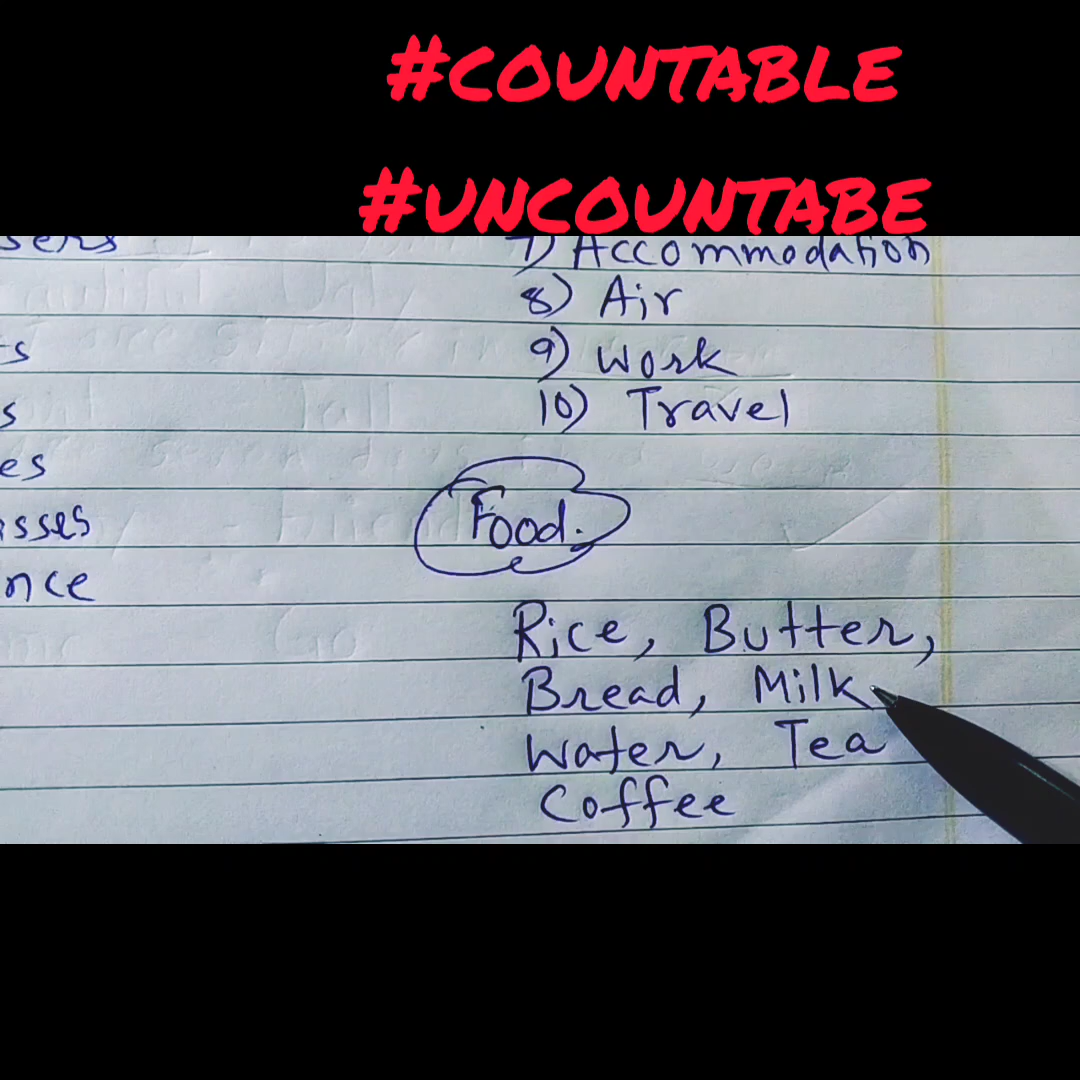 #COUNTABLE
#UNCOUNTABE
7) Accommodation
8) Air
9) Work
10) Travel
Food.
Rice, Butter,
Bread, Milk
Water, Tea
Coffee